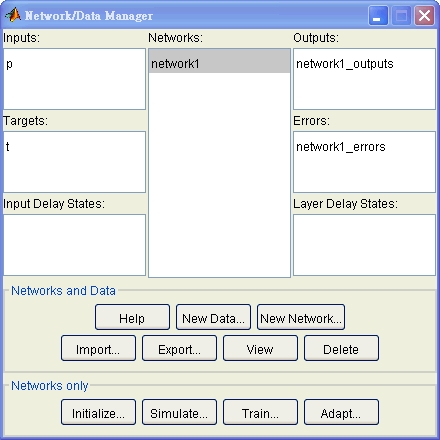 Network/Data Manager
Inputs:
p
Networks:
network1
Outputs:
network1_outputs
Targets:
t
Errors:
network1_errors
Input Delay States:
Layer Delay States:
Networks and Data
Help
New Data...
New Network...
Import...
Export...
View
Delete
Networks only
Initialize...
Simulate...
Train...
Adapt...